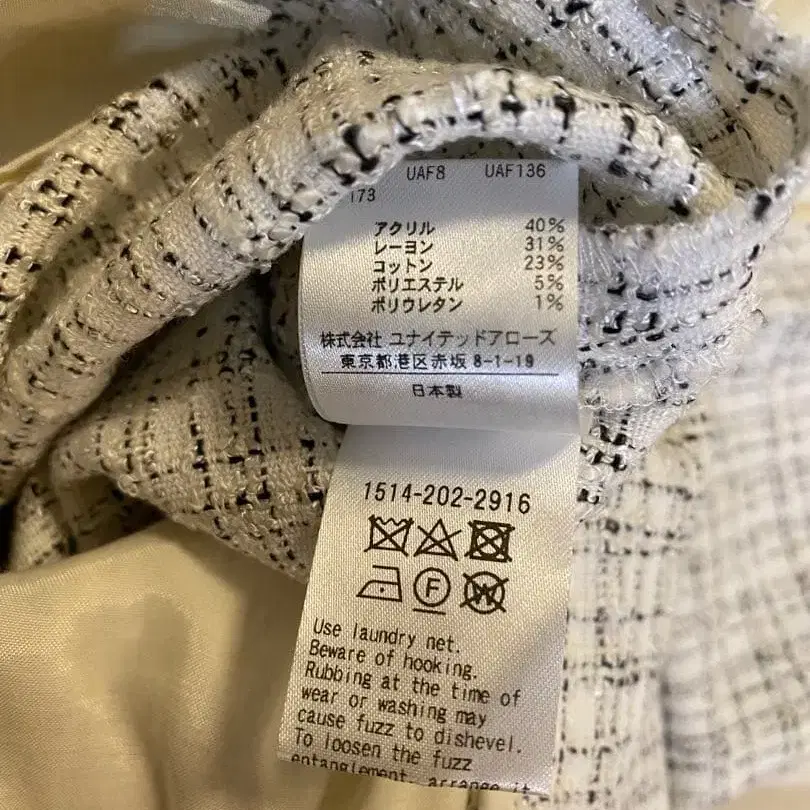 UAF8 UAF136
173
アクリル 40%
レーヨン 31%
コットン 23%
ポリエステル 5%
ポリウレタン 1%
株式会社 ユナイテッドアローズ
東京都港区赤坂 8-1-19
日本製
1514-202-2916
F
W
Use laundry net.
Beware of hooking.
Rubbing at the time of
wear or washing may
cause fuzz to dishevel.
To loosen the fuzz
entanglement, arrange it